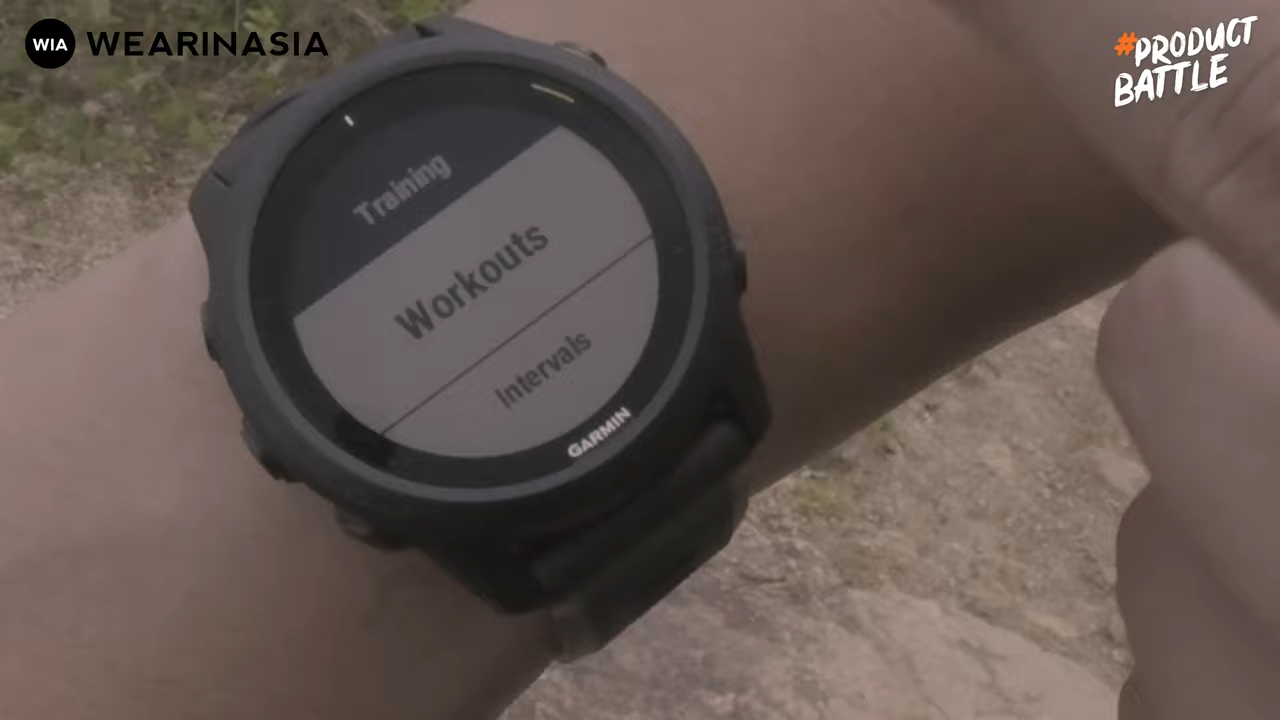 WIA WEARINASIA
#PRODUCT
BATTLE
Training
Workouts
Intervals
GARMIN